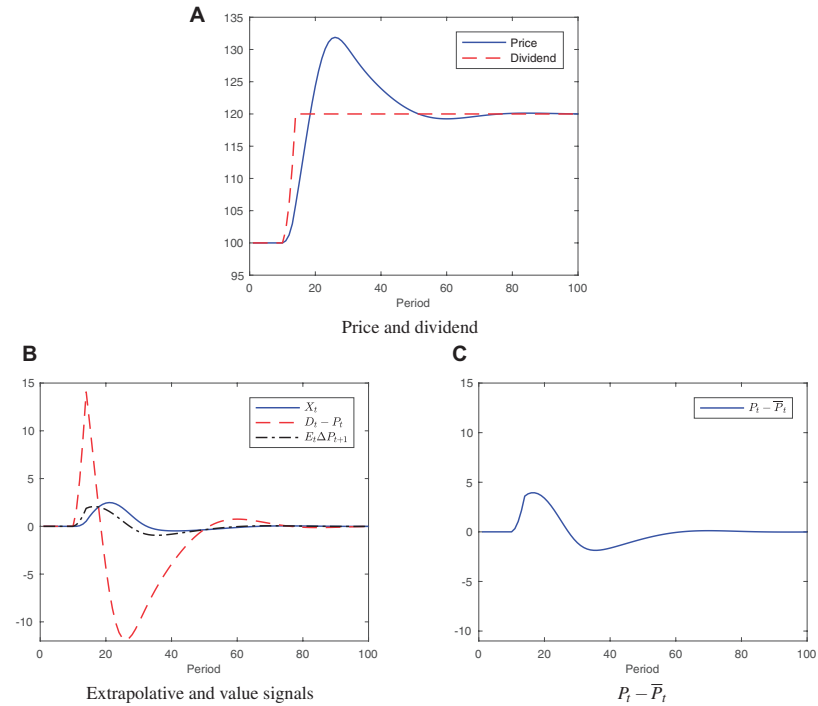 A
135
130
125
120
115
110
105
100
95
Price
Dividend
0 20 40 60 80 100
Period
Price and dividend
B
15
10
5
0
-5
-10
X_t
D_t − P_t
E_tΔP_{t+1}
0 20 40 60 80 100
Period
Extrapolative and value signals
C
15
10
5
0
-5
-10
P_t − P̅_t
0 20 40 60 80 100
Period
P_t − P̅_t